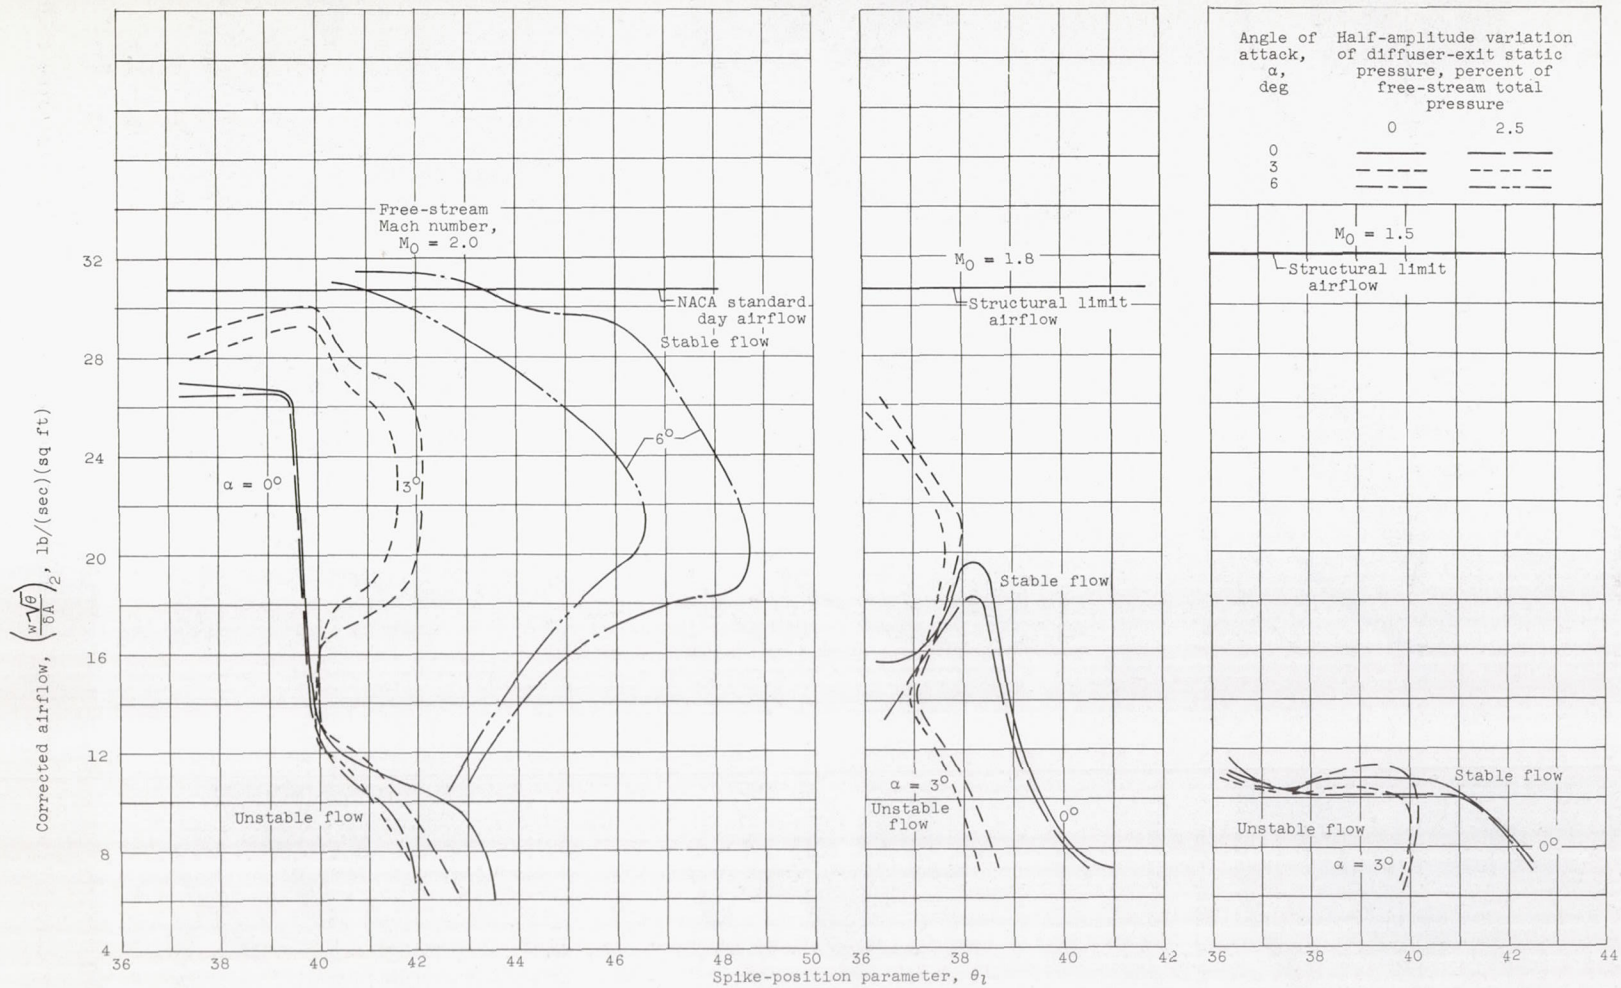 Angle of attack, α, deg
Half-amplitude variation of diffuser-exit static pressure, percent of free-stream total pressure
0 2.5
0
3
6
Free-stream
Mach number,
M0 = 2.0
NACA standard
day airflow
Stable flow
6°
α = 0°
3°
Unstable flow
M0 = 1.8
Structural limit
airflow
Stable flow
α = 3°
Unstable
flow
0°
M0 = 1.5
Structural limit
airflow
Stable flow
Unstable flow
α = 3°
0°
32
28
24
20
16
12
8
4
Corrected airflow, (w√θ/δA)2, lb/(sec)(sq ft)
36 40 42 44 46 48 50
36 38 40 42
36 38 40 42 44
Spike-position parameter, θl